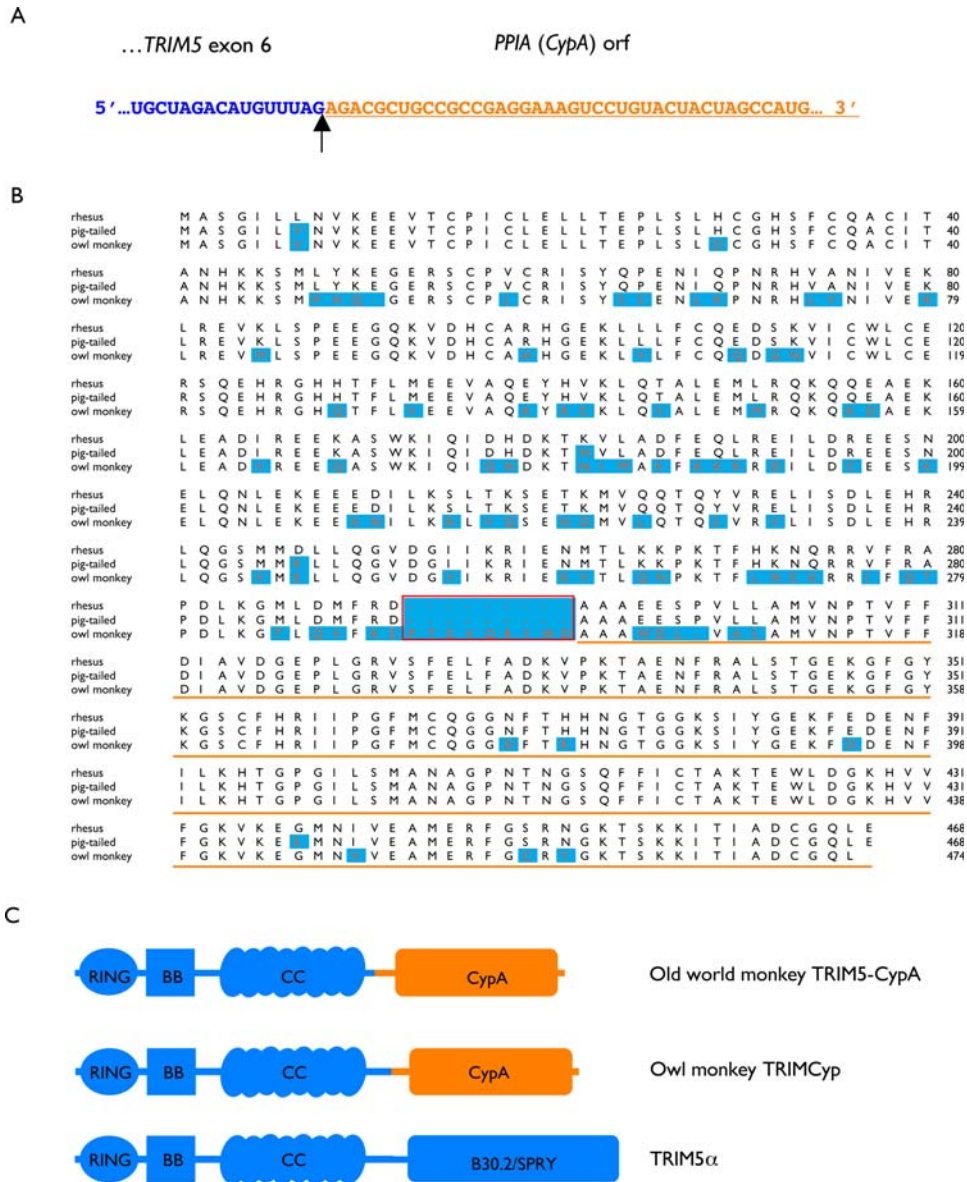 A
...TRIM5 exon 6 PPIA (CypA) orf
5′...UGCUAGACAUGUUUAGAGACGCUGCCGCCGAGGAAAGUCCUGUACUACUAGCCAUG... 3′
B
rhesus M A S G I L L N V K E E V T C P I C L E L L T E P L S L H C G H S F C Q A C I T 40
pig-tailed M A S G I L N V K E E V T C P I C L E L L T E P L S L H C G H S F C Q A C I T 40
owl monkey M A S G I L N V K E E V T C P I C L E L L T E P L S L C G H S F C Q A C I T 40
rhesus A N H K K S M L Y K E G E R S C P V C R I S Y Q P E N I Q P N R H V A N I V E K 80
pig-tailed A N H K K S M L Y K E G E R S C P V C R I S Y Q P E N I Q P N R H V A N I V E K 80
owl monkey A N H K K S M G E R S C P C R I S Y N P N R H N I V E 79
rhesus L R E V K L S P E E G Q K V D H C A R H G E K L L L F C Q E D S K V I C W L C E 120
pig-tailed L R E V K L S P E E G Q K V D H C A R H G E K L L L F C Q E D S K V I C W L C E 120
owl monkey L R E V L S P E E G Q K V D H C A H G E K L L F C Q V I C W L C E 119
rhesus R S Q E H R G H H T F L M E E V A Q E Y H V K L Q T A L E M L R Q K Q Q E A E K 160
pig-tailed R S Q E H R G H H T F L M E E V A Q E Y H V K L Q T A L E M L R Q K Q Q E A E K 160
owl monkey R S Q E H R G H T F L E E V A Q Y K L Q A L E M R Q K Q A E K 159
rhesus L E A D I R E E K A S W K I Q I D H D K T K V L A D F E Q L R E I L D R E E S N 200
pig-tailed L E A D I R E E K A S W K I Q I D H D K T V L A D F E Q L R E I L D R E E S N 200
owl monkey L E A D R E E A S W K I Q I D K T F I L D E S 199
rhesus E L Q N L E K E E E D I L K S L T K S E T K M V Q Q T Q Y V R E L I S D L E H R 240
pig-tailed E L Q N L E K E E E D I L K S L T K S E T K M V Q Q T Q Y V R E L I S D L E H R 240
owl monkey E L Q N L E K E E I L K L S E M V Q T Q V R L I S D L E H R 239
rhesus L Q G S M M D L L Q G V D G I I K R I E N M T L K K P K T F H K N Q R R V F R A 280
pig-tailed L Q G S M M L L Q G V D G I I K R I E N M T L K K P K T F H K N Q R R V F R A 280
owl monkey L Q G S M L L Q G V D G I K R I E T L P K T F R R F 279
rhesus P D L K G M L D M F R D A A A E E S P V L L A M V N P T V F F 311
pig-tailed P D L K G M L D M F R D A A A E E S P V L L A M V N P T V F F 311
owl monkey P D L K G L F A A A V A M V N P T V F F 318
rhesus D I A V D G E P L G R V S F E L F A D K V P K T A E N F R A L S T G E K G F G Y 351
pig-tailed D I A V D G E P L G R V S F E L F A D K V P K T A E N F R A L S T G E K G F G Y 351
owl monkey D I A V D G E P L G R V S F E L F A D K V P K T A E N F R A L S T G E K G F G Y 358
rhesus K G S C F H R I I P G F M C Q G G N F T H H N G T G G K S I Y G E K F E D E N F 391
pig-tailed K G S C F H R I I P G F M C Q G G N F T H H N G T G G K S I Y G E K F E D E N F 391
owl monkey K G S C F H R I I P G F M C Q G G F T H N G T G G K S I Y G E K F D E N F 398
rhesus I L K H T G P G I L S M A N A G P N T N G S Q F F I C T A K T E W L D G K H V V 431
pig-tailed I L K H T G P G I L S M A N A G P N T N G S Q F F I C T A K T E W L D G K H V V 431
owl monkey I L K H T G P G I L S M A N A G P N T N G S Q F F I C T A K T E W L D G K H V V 438
rhesus F G K V K E G M N I V E A M E R F G S R N G K T S K K I T I A D C G Q L E 468
pig-tailed F G K V K E M N I V E A M E R F G S R N G K T S K K I T I A D C G Q L E 468
owl monkey F G K V K E G M N V E A M E R F G R G K T S K K I T I A D C G Q L 474
C
RING BB CC CypA Old world monkey TRIM5-CypA
RING BB CC CypA Owl monkey TRIMCyp
RING BB CC B30.2/SPRY TRIM5α